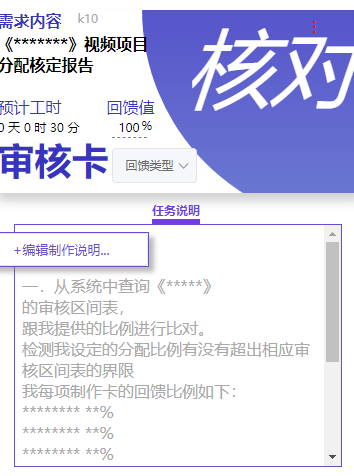 需求内容 k10
《*******》视频项目
分配核定报告
核对
预计工时 回馈值
0 天 0 时 30 分 100%
审核卡 回馈类型
任务说明
+编辑制作说明...
一．从系统中查询《*****》
的审核区间表，
跟我提供的比例进行比对。
检测我设定的分配比例有没有超出相应审
核区间表的界限
我每项制作卡的回馈比例如下：
******** **%
******** **%
******** **%